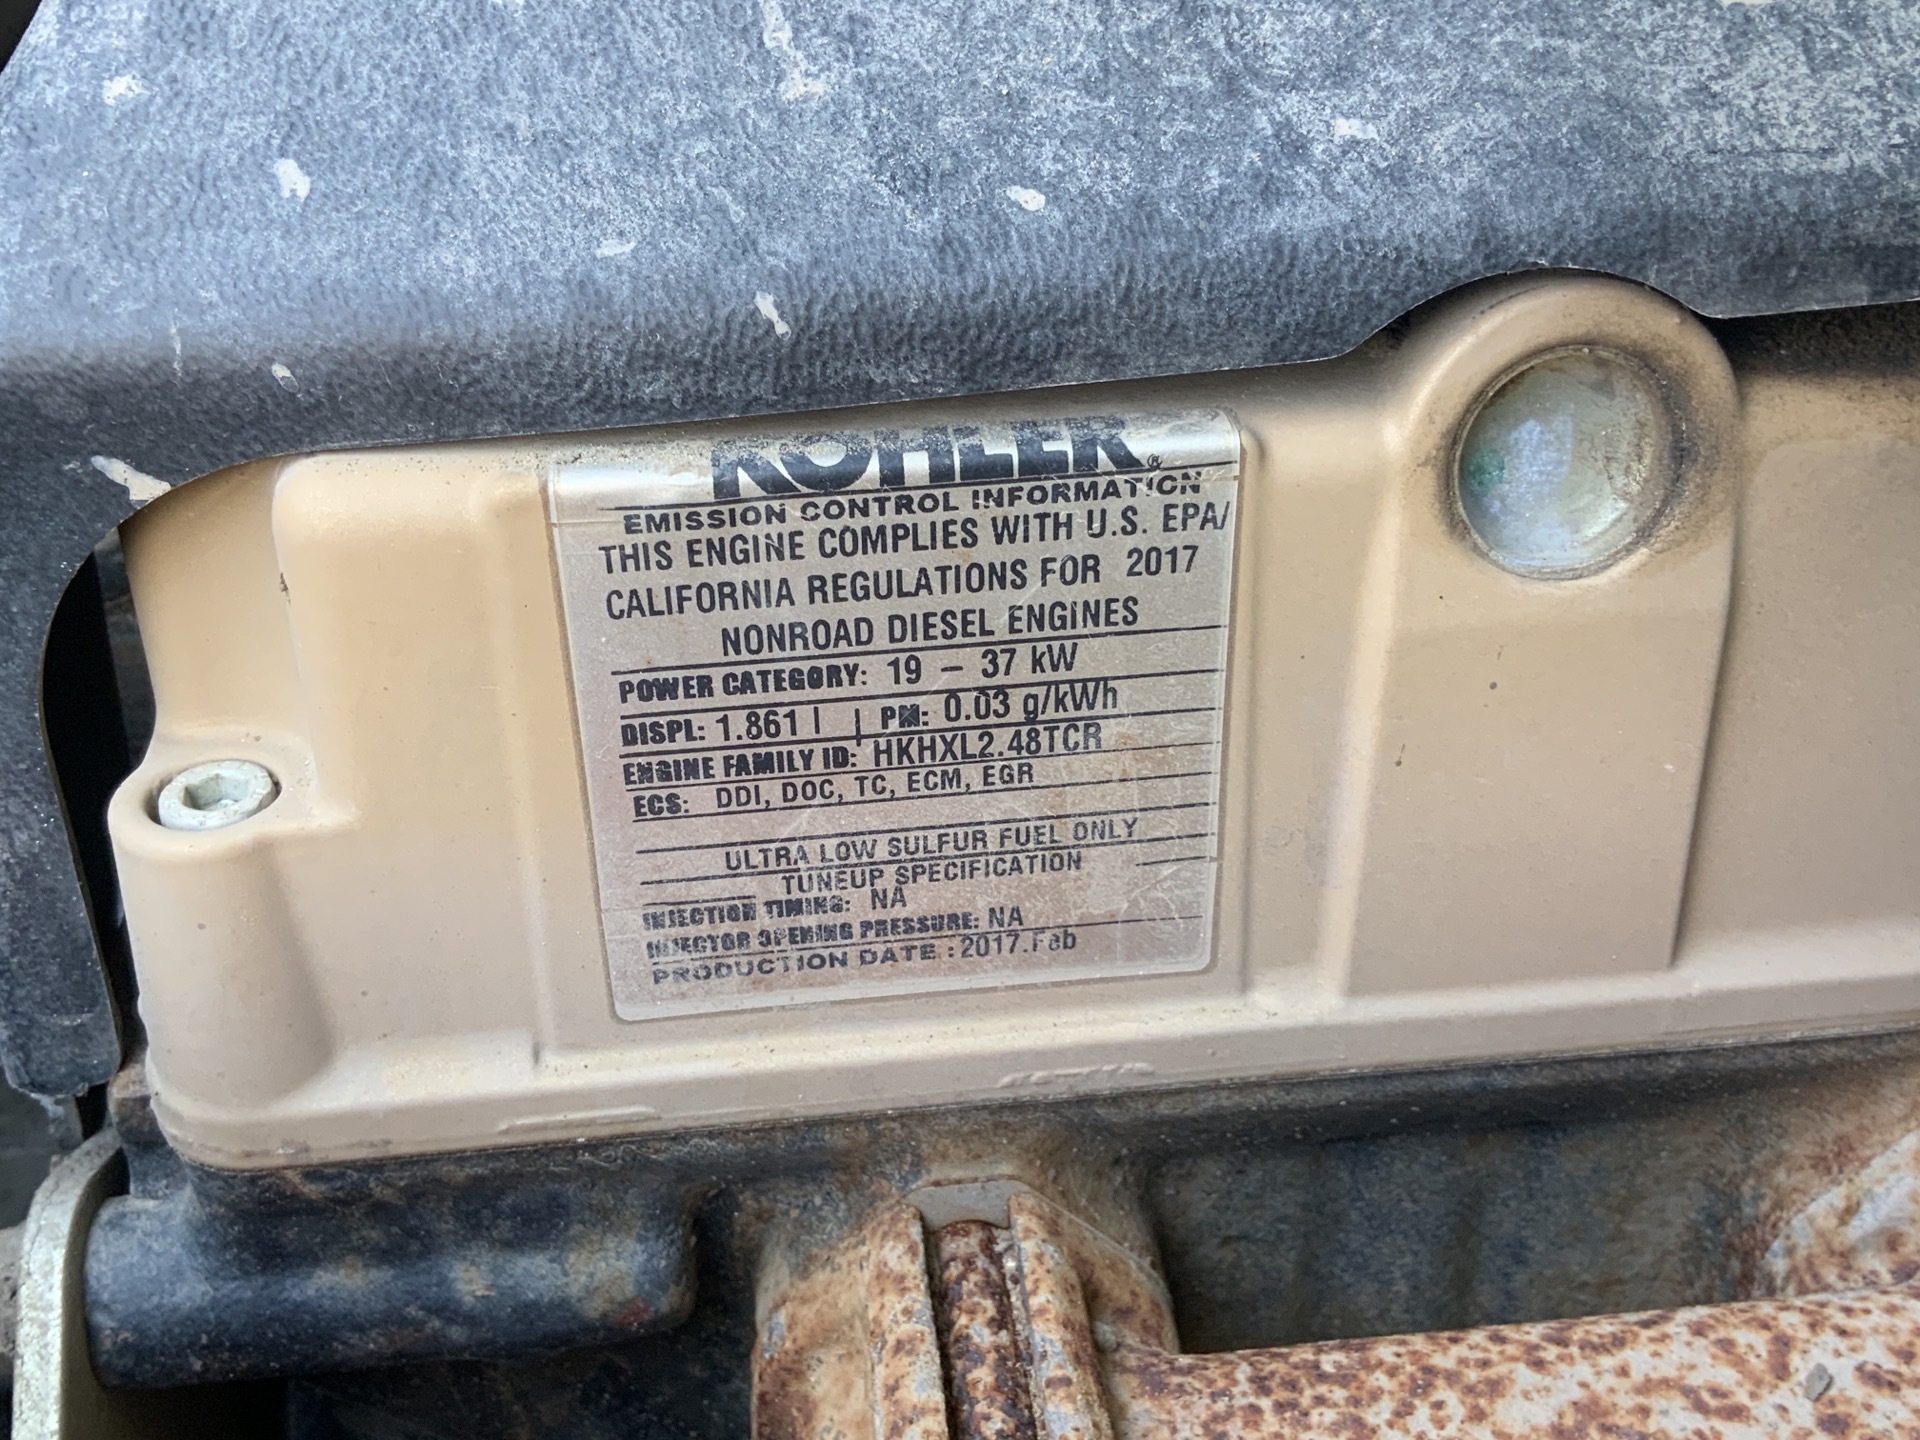 KOHLER®
EMISSION CONTROL INFORMATION
THIS ENGINE COMPLIES WITH U.S. EPA/
CALIFORNIA REGULATIONS FOR 2017
NONROAD DIESEL ENGINES
POWER CATEGORY: 19 – 37 kW
DISPL: 1.861 l | PM: 0.03 g/kWh
ENGINE FAMILY ID: HKHXL2.48TCR
ECS: DDI, DOC, TC, ECM, EGR
ULTRA LOW SULFUR FUEL ONLY
TUNEUP SPECIFICATION
INJECTION TIMING: NA
INJECTOR OPENING PRESSURE: NA
PRODUCTION DATE : 2017.Feb